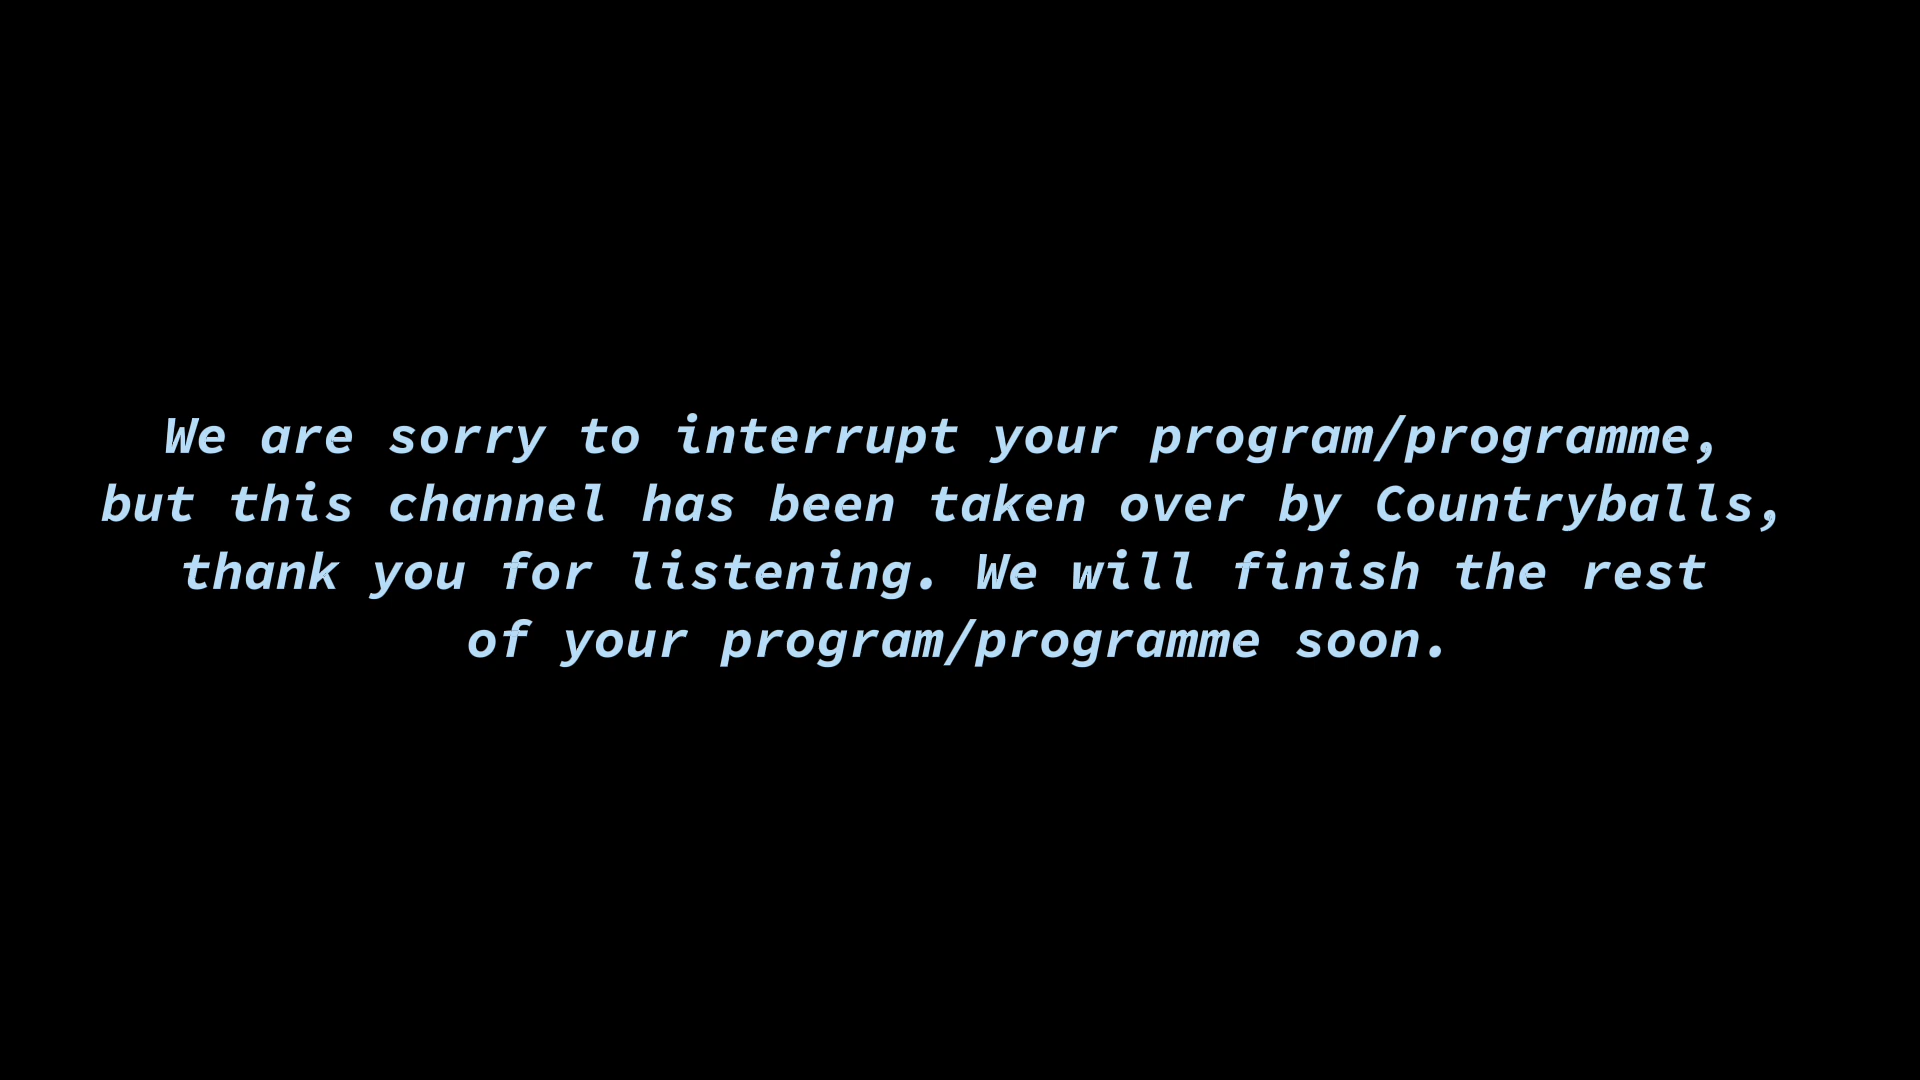 We are sorry to interrupt your program/programme,
but this channel has been taken over by Countryballs,
thank you for listening. We will finish the rest
of your program/programme soon.